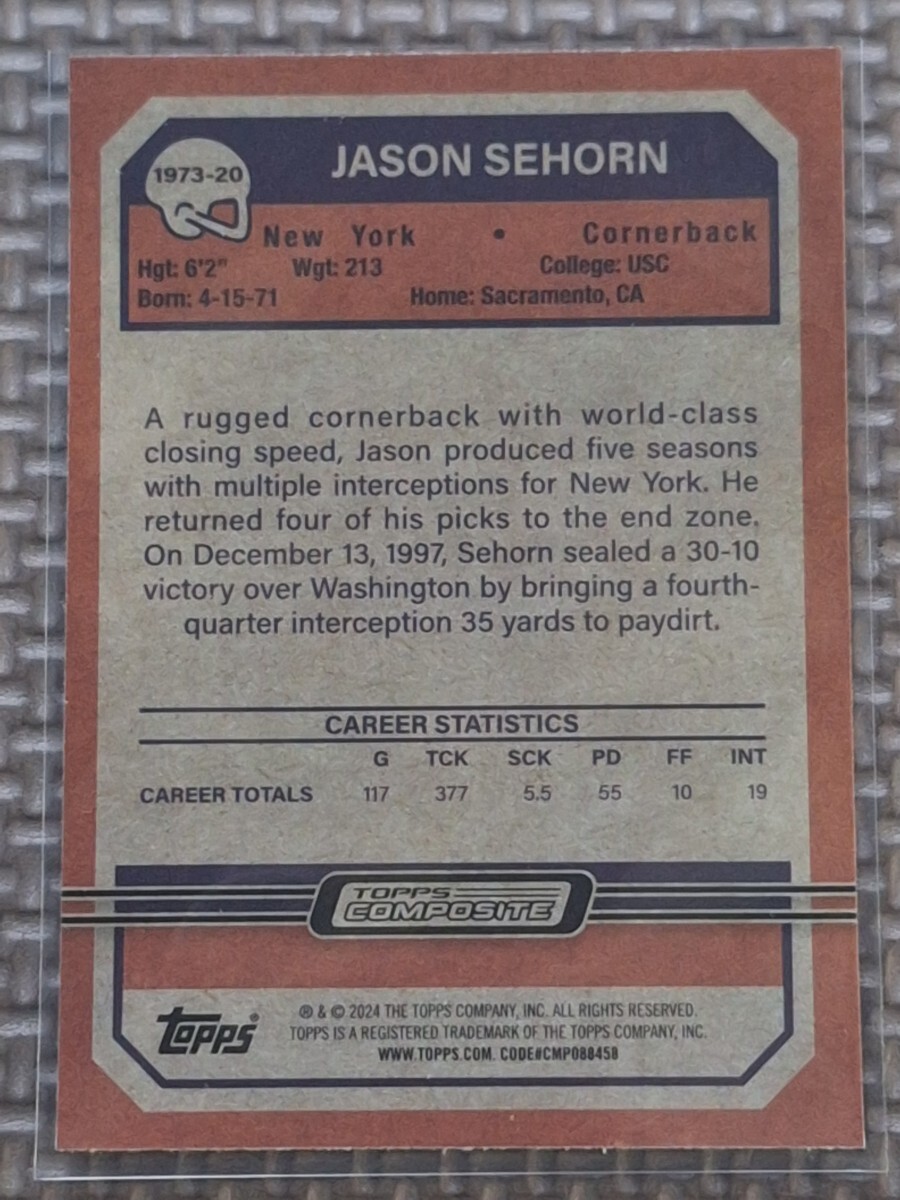 1973-20
JASON SEHORN
New York • Cornerback
Hgt: 6'2" Wgt: 213 College: USC
Born: 4-15-71 Home: Sacramento, CA
A rugged cornerback with world-class
closing speed, Jason produced five seasons
with multiple interceptions for New York. He
returned four of his picks to the end zone.
On December 13, 1997, Sehorn sealed a 30-10
victory over Washington by bringing a fourth-
quarter interception 35 yards to paydirt.
CAREER STATISTICS
G TCK SCK PD FF INT
CAREER TOTALS 117 377 5.5 55 10 19
TOPPS
COMPOSITE
Topps®
® & © 2024 THE TOPPS COMPANY, INC. ALL RIGHTS RESERVED.
TOPPS IS A REGISTERED TRADEMARK OF THE TOPPS COMPANY, INC.
WWW.TOPPS.COM. CODE#CMP088458